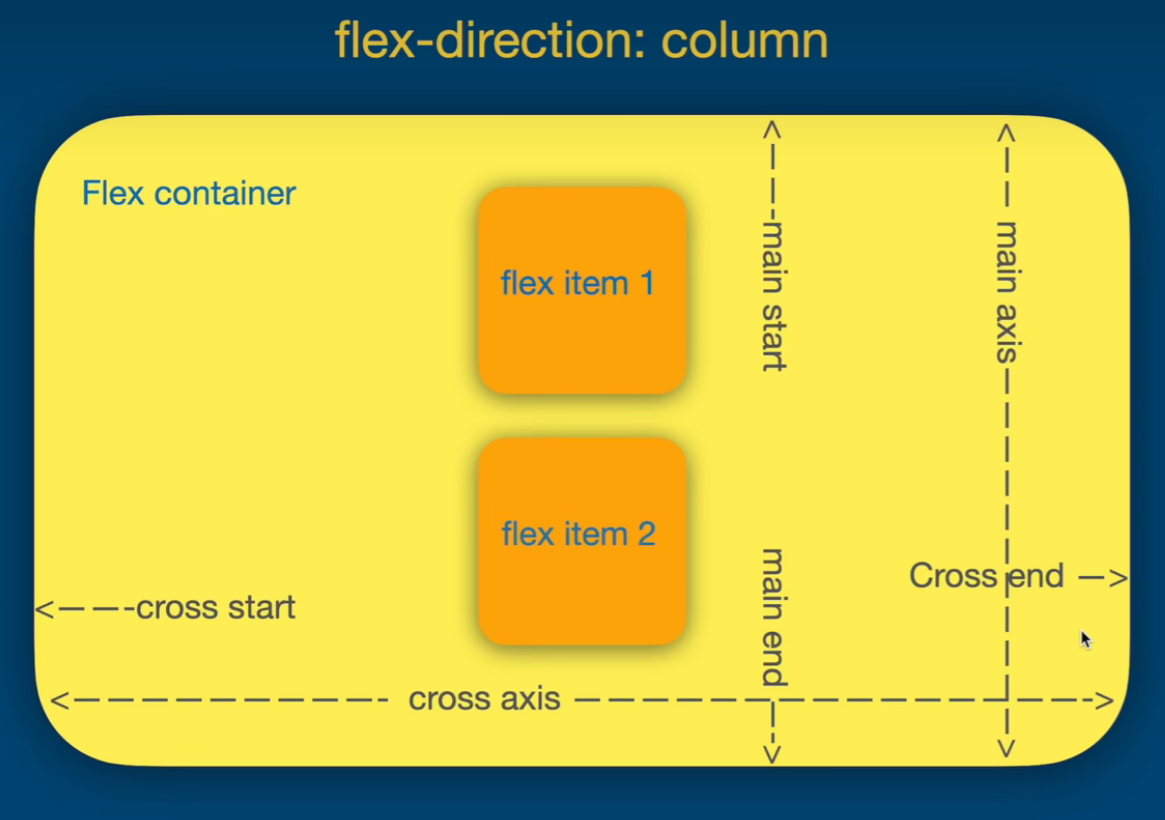 flex-direction: column
Flex container
flex item 1
<— — -main start
<— — main axis — — — — — — — — — — — >
flex item 2
main end — - >
Cross end —>
<— — -cross start
<— — — — — — — — — — cross axis — — — — — — — — — — — — — — — — ->